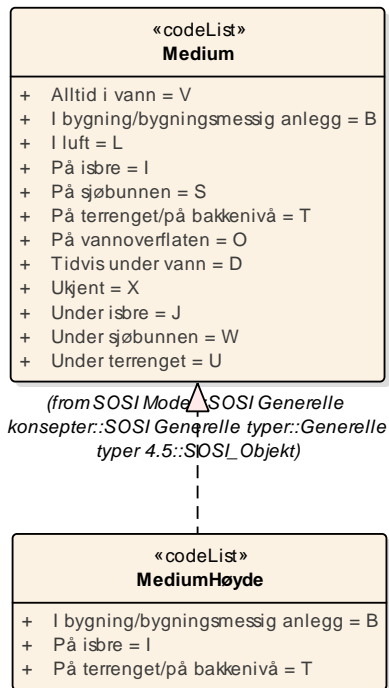 «codeList»
Medium
+ Alltid i vann = V
+ I bygning/bygningsmessig anlegg = B
+ I luft = L
+ På isbre = I
+ På sjøbunnen = S
+ På terrenget/på bakkenivå = T
+ På vannoverflaten = O
+ Tidvis under vann = D
+ Ukjent = X
+ Under isbre = J
+ Under sjøbunnen = W
+ Under terrenget = U
(from SOSI Model::SOSI Generelle
konsepter::SOSI Generelle typer::Generelle
typer 4.5::SOSI_Objekt)
«codeList»
MediumHøyde
+ I bygning/bygningsmessig anlegg = B
+ På isbre = I
+ På terrenget/på bakkenivå = T